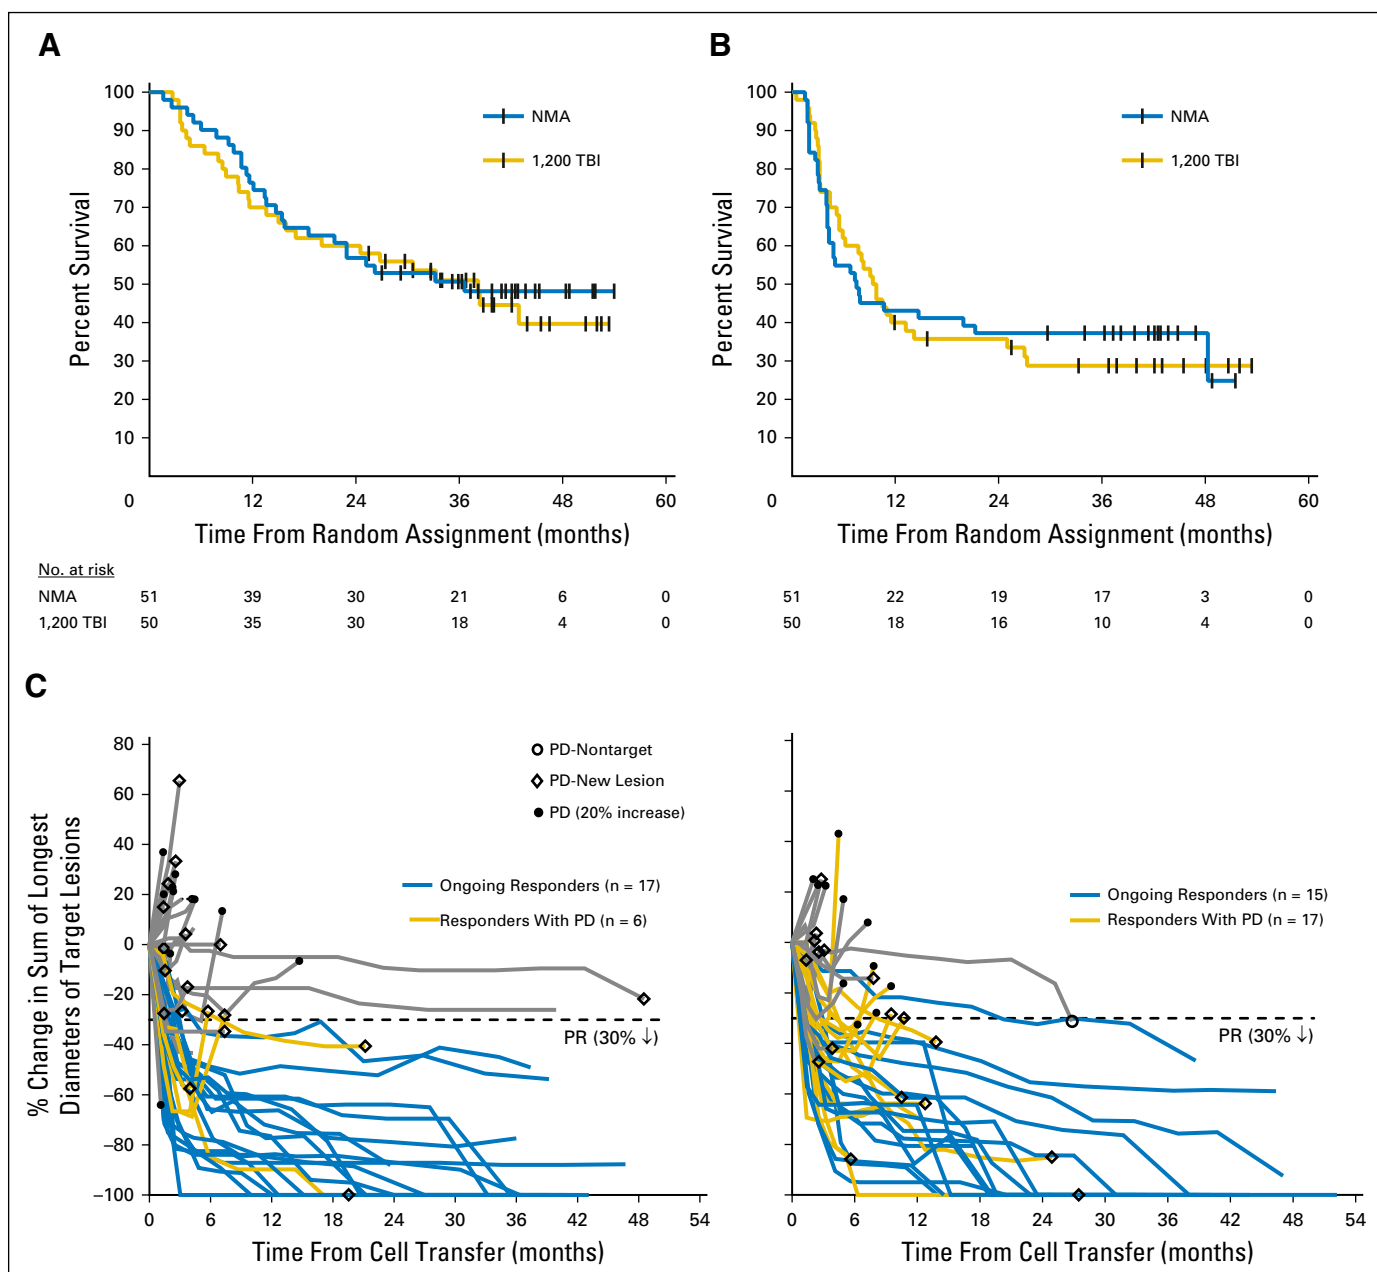 A
B
100
90
80
70
60
50
40
30
20
10
0
12
24
36
48
60
Percent Survival
Time From Random Assignment (months)
NMA
1,200 TBI
100
90
80
70
60
50
40
30
20
10
0
12
24
36
48
60
Percent Survival
Time From Random Assignment (months)
NMA
1,200 TBI
No. at risk
NMA 51 39 30 21 6 0 51 22 19 17 3 0
1,200 TBI 50 35 30 18 4 0 50 18 16 10 4 0
C
% Change in Sum of Longest
Diameters of Target Lesions
80
60
40
20
0
−20
−40
−60
−80
−100
PD-Nontarget
PD-New Lesion
PD (20% increase)
Ongoing Responders (n = 17)
Responders With PD (n = 6)
PR (30% ↓)
0 6 12 18 24 30 36 42 48 54
Time From Cell Transfer (months)
Ongoing Responders (n = 15)
Responders With PD (n = 17)
PR (30% ↓)
0 6 12 18 24 30 36 42 48 54
Time From Cell Transfer (months)